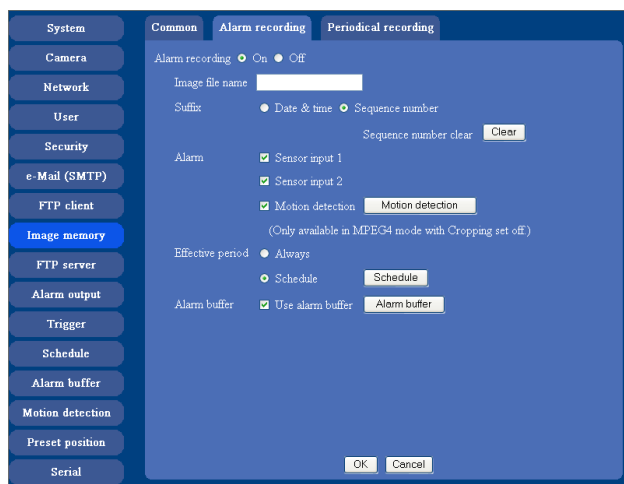 System
Camera
Network
User
Security
e-Mail (SMTP)
FTP client
Image memory
FTP server
Alarm output
Trigger
Schedule
Alarm buffer
Motion detection
Preset position
Serial
Common Alarm recording Periodical recording
Alarm recording On Off
Image file name
Suffix Date & time Sequence number
Sequence number clear Clear
Alarm Sensor input 1
Sensor input 2
Motion detection Motion detection
(Only available in MPEG4 mode with Cropping set off.)
Effective period Always
Schedule Schedule
Alarm buffer Use alarm buffer Alarm buffer
OK Cancel